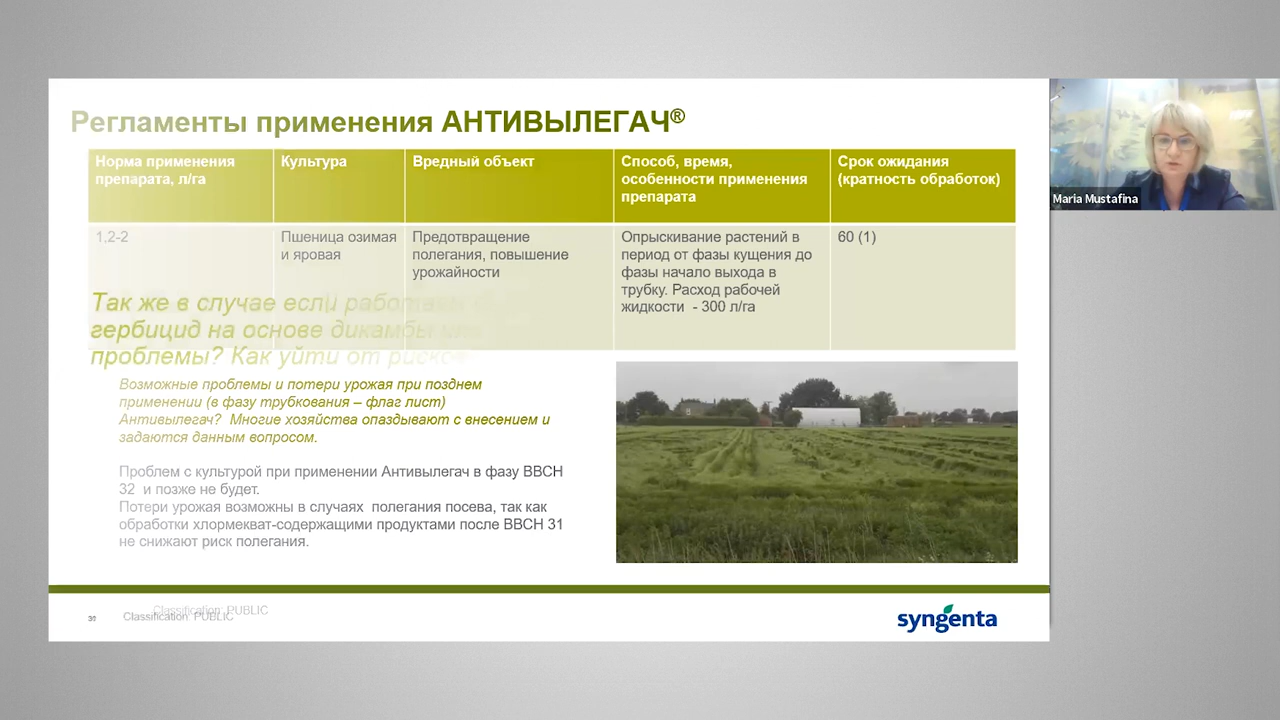 Регламенты применения АНТИВЫЛЕГАЧ®
Норма применения
препарата, л/га
Культура
Вредный объект
Способ, время,
особенности применения
препарата
Срок ожидания
(кратность обработок)
1,2-2
Пшеница озимая
и яровая
Предотвращение
полегания, повышение
урожайности
Опрыскивание растений в
период от фазы кущения до
фазы начало выхода в
трубку. Расход рабочей
жидкости - 300 л/га
60 (1)
Так же в случае если
гербицид на основе дикамбы
проблемы? Как уйти от
Возможные проблемы и потери урожая при позднем
применении (в фазу трубкования – флаг лист)
Антивылегач? Многие хозяйства опаздывают с внесением и
задаются данным вопросом.
Проблем с культурой при применении Антивылегач в фазу ВВСН
32 и позже не будет.
Потери урожая возможны в случаях полегания посева, так как
обработки хлормекват-содержащими продуктами после ВВСН 31
не снижают риск полегания.
Classification: PUBLIC
Classification: PUBLIC
syngenta
Maria Mustafina